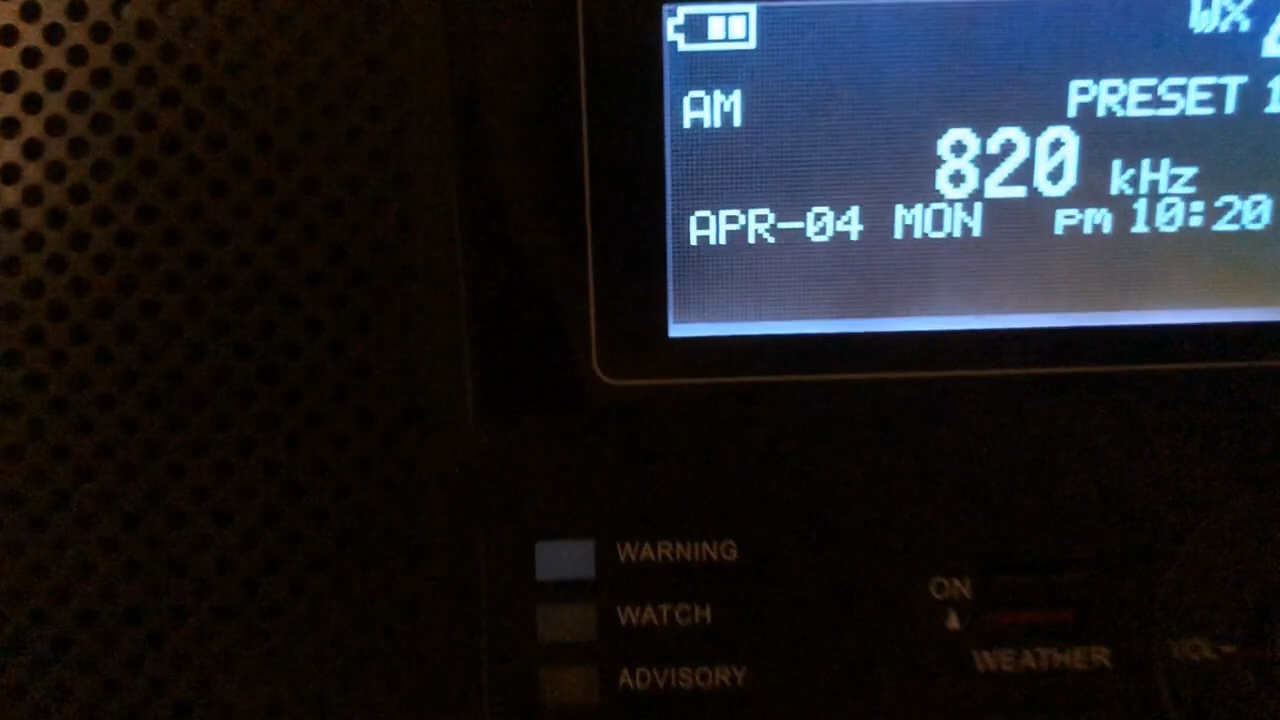 WX
AM PRESET 1
820 kHz
APR-04 MON pm 10:20
WARNING
WATCH
ADVISORY
ON
WEATHER
VOL-